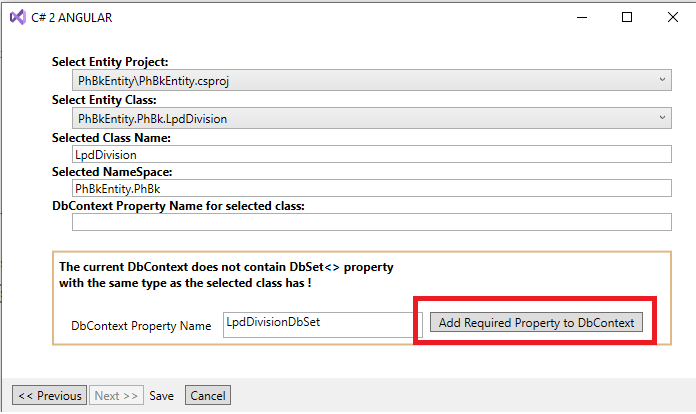 C# 2 ANGULAR
Select Entity Project:
PhBkEntity\PhBkEntity.csproj
Select Entity Class:
PhBkEntity.PhBk.LpdDivision
Selected Class Name:
LpdDivision
Selected NameSpace:
PhBkEntity.PhBk
DbContext Property Name for selected class:
The current DbContext does not contain DbSet<> property
with the same type as the selected class has !
DbContext Property Name LpdDivisionDbSet Add Required Property to DbContext
<< Previous Next >> Save Cancel